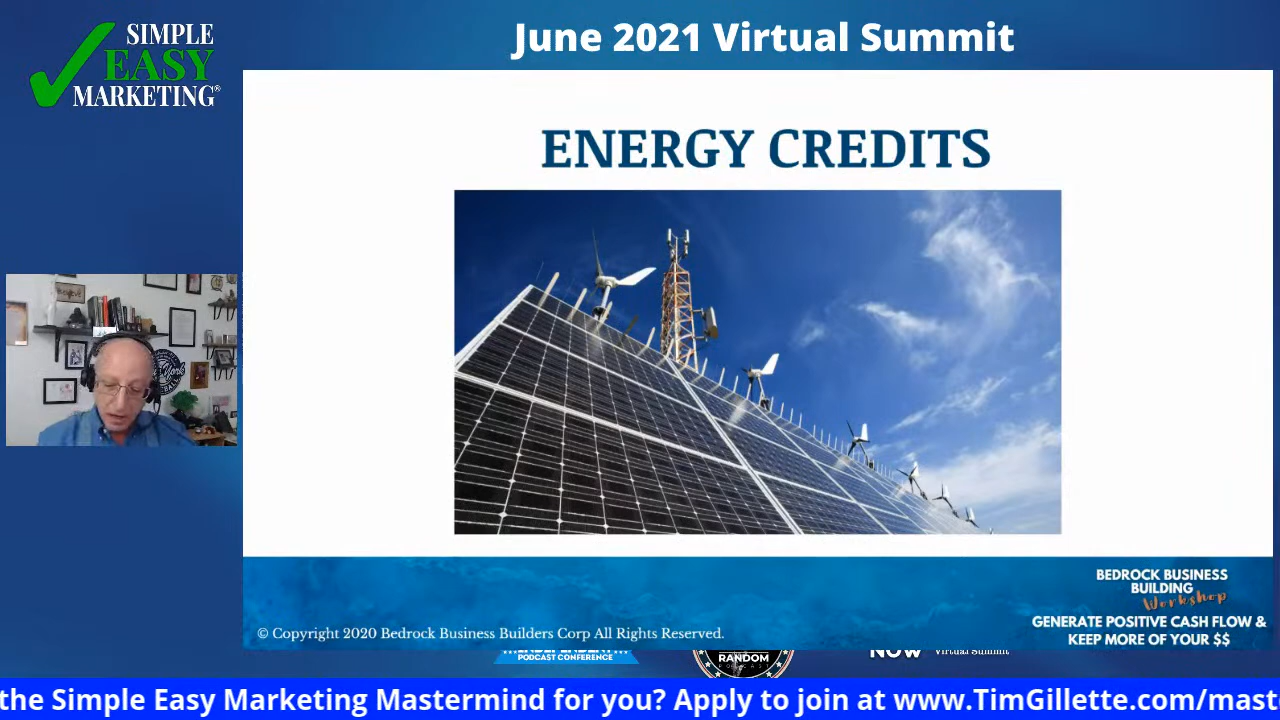 SIMPLE
EASY
MARKETING®
June 2021 Virtual Summit
ENERGY CREDITS
BEDROCK BUSINESS
BUILDING
Workshop
GENERATE POSITIVE CASH FLOW &
KEEP MORE OF YOUR $$
© Copyright 2020 Bedrock Business Builders Corp All Rights Reserved.
INDEPENDENT
PODCAST CONFERENCE
RANDOM
PODCAST
NOW
Virtual Summit
the Simple Easy Marketing Mastermind for you? Apply to join at www.TimGillette.com/mast